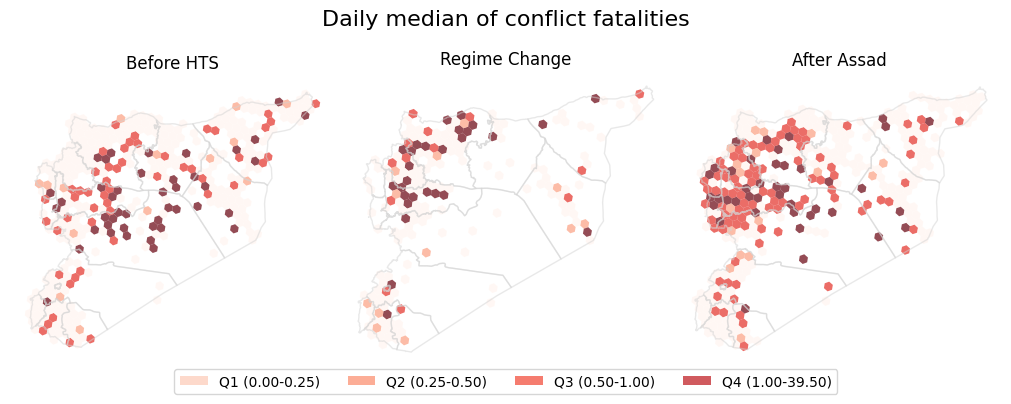 Daily median of conflict fatalities
Before HTS
Regime Change
After Assad
Q1 (0.00-0.25)
Q2 (0.25-0.50)
Q3 (0.50-1.00)
Q4 (1.00-39.50)